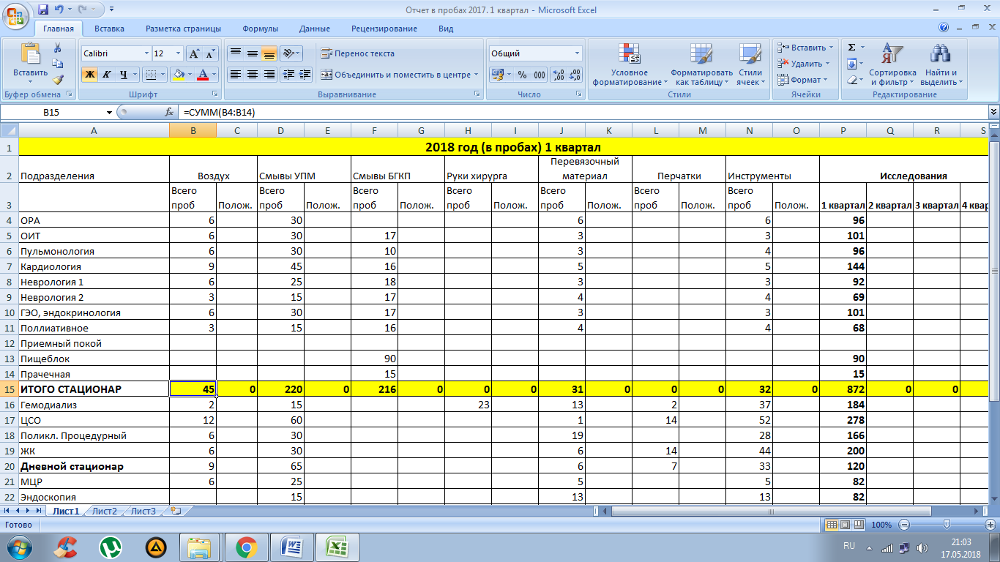 Отчет в пробах 2017. 1 квартал - Microsoft Excel
Главная Вставка Разметка страницы Формулы Данные Рецензирование Вид
Вставить
Calibri 12
Ж К Ч
Перенос текста
Объединить и поместить в центре
Общий
% 000
Условное форматирование
Форматировать как таблицу
Стили ячеек
Вставить
Удалить
Формат
Σ
Сортировка и фильтр
Найти и выделить
Буфер обмена Шрифт Выравнивание Число Стили Ячейки Редактирование
B15 fx =СУММ(B4:B14)
A B C D E F G H I J K L M N O P Q R S
1 2018 год (в пробах) 1 квартал
2 Подразделения Воздух Смывы УПМ Смывы БГКП Руки хирурга Перевязочный материал Перчатки Инструменты Исследования
3 Всего проб Полож. Всего проб Полож. Всего проб Полож. Всего проб Полож. Всего проб Полож. Всего проб Полож. Всего проб Полож. 1 квартал 2 квартал 3 квартал 4 квар
4 ОРА 6 30 6 6 96
5 ОИТ 6 30 17 3 3 101
6 Пульмонология 6 30 10 3 4 96
7 Кардиология 9 45 16 5 5 144
8 Неврология 1 6 25 18 3 3 92
9 Неврология 2 3 15 17 4 4 69
10 ГЭО, эндокринология 6 30 17 3 3 101
11 Поллиативное 3 15 16 4 4 68
12 Приемный покой
13 Пищеблок 90 90
14 Прачечная 15 15
15 ИТОГО СТАЦИОНАР 45 0 220 0 216 0 0 0 31 0 0 0 32 0 872 0 0
16 Гемодиализ 2 15 23 13 2 37 184
17 ЦСО 12 60 1 14 52 278
18 Поликл. Процедурный 6 30 19 28 166
19 ЖК 6 30 6 14 44 200
20 Дневной стационар 9 65 6 7 33 120
21 МЦР 6 25 5 5 82
22 Эндоскопия 15 13 13 82
Лист1 Лист2 Лист3
Готово 100%
RU 21:03
17.05.2018